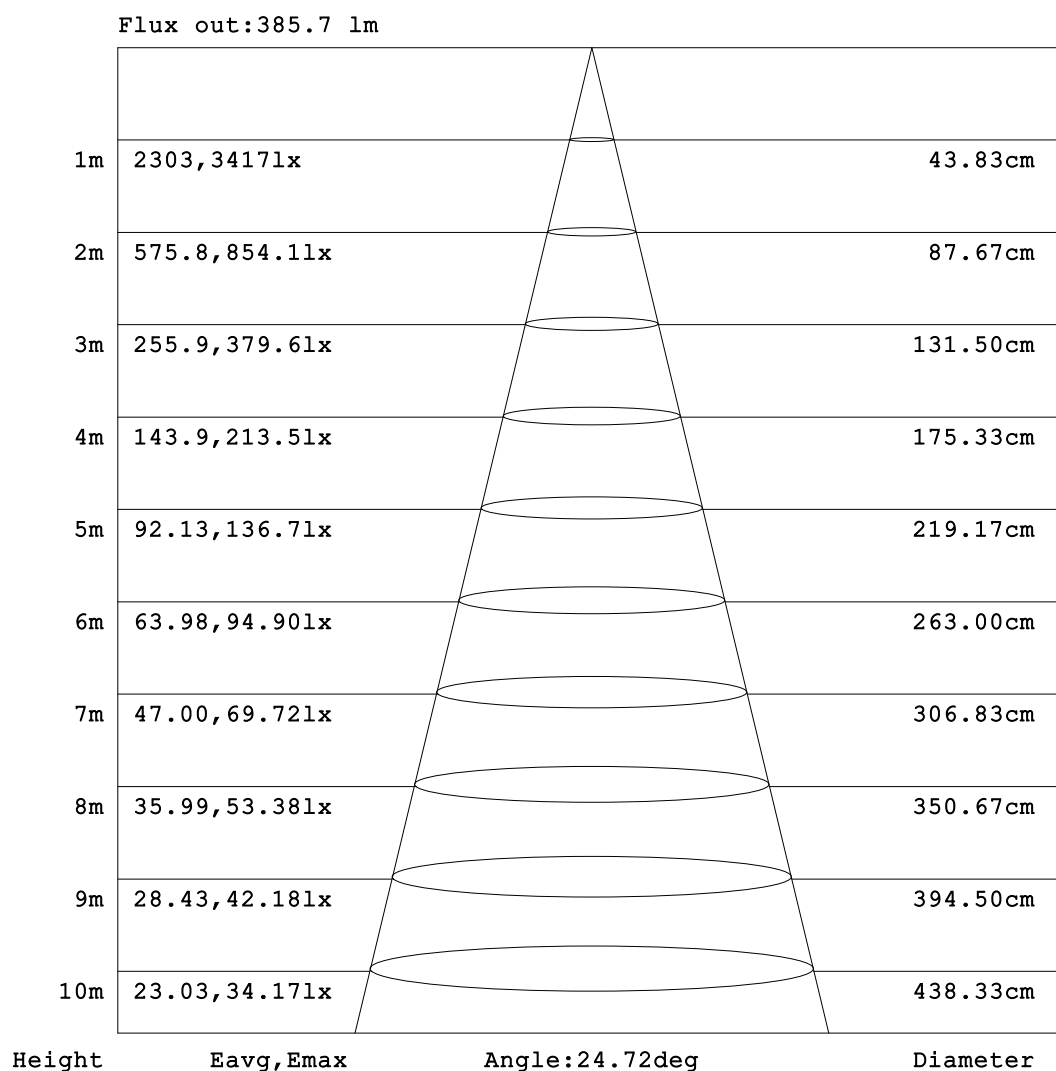 Flux out:385.7 lm
1m 2303,3417lx 43.83cm
2m 575.8,854.1lx 87.67cm
3m 255.9,379.6lx 131.50cm
4m 143.9,213.5lx 175.33cm
5m 92.13,136.7lx 219.17cm
6m 63.98,94.90lx 263.00cm
7m 47.00,69.72lx 306.83cm
8m 35.99,53.38lx 350.67cm
9m 28.43,42.18lx 394.50cm
10m 23.03,34.17lx 438.33cm
Height Eavg,Emax Angle:24.72deg Diameter